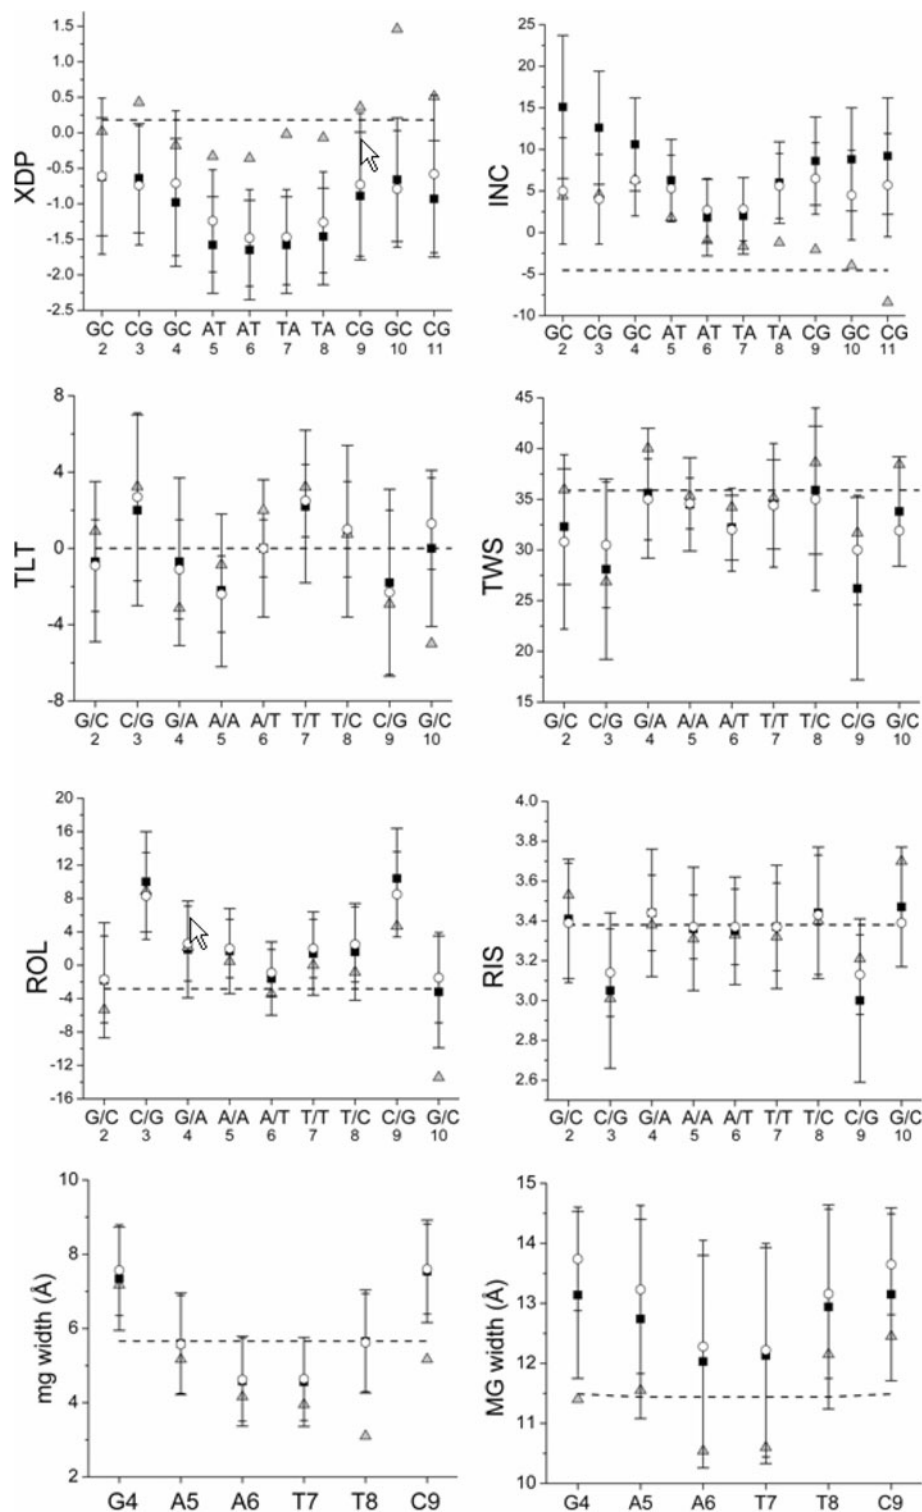 XDP
1.5
1.0
0.5
0.0
-0.5
-1.0
-1.5
-2.0
-2.5
GC CG GC AT AT TA TA CG GC CG
2 3 4 5 6 7 8 9 10 11
INC
25
20
15
10
5
0
-5
-10
GC CG GC AT AT TA TA CG GC CG
2 3 4 5 6 7 8 9 10 11
TLT
8
4
0
-4
-8
G/C C/G G/A A/A A/T T/T T/C C/G G/C
2 3 4 5 6 7 8 9 10
TWS
45
40
35
30
25
20
15
G/C C/G G/A A/A A/T T/T T/C C/G G/C
2 3 4 5 6 7 8 9 10
ROL
20
16
12
8
4
0
-4
-8
-12
-16
G/C C/G G/A A/A A/T T/T T/C C/G G/C
2 3 4 5 6 7 8 9 10
RIS
4.0
3.8
3.6
3.4
3.2
3.0
2.8
2.6
G/C C/G G/A A/A A/T T/T T/C C/G G/C
2 3 4 5 6 7 8 9 10
mg width (Å)
10
8
6
4
2
G4 A5 A6 T7 T8 C9
MG width (Å)
15
14
13
12
11
10
G4 A5 A6 T7 T8 C9